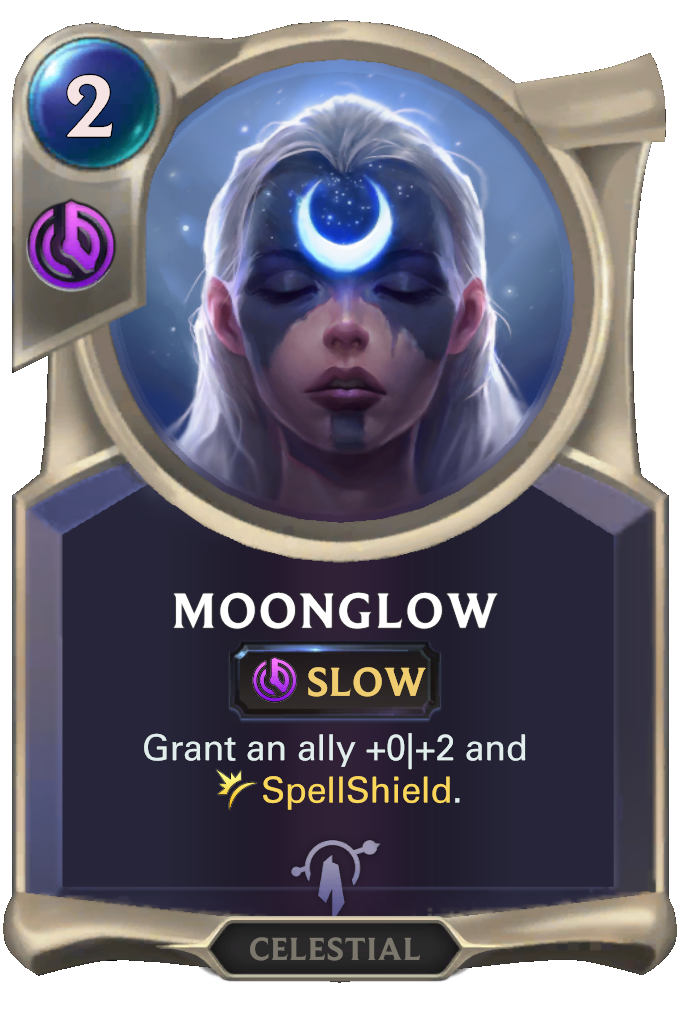 2
MOONGLOW
SLOW
Grant an ally +0|+2 and
SpellShield.
CELESTIAL